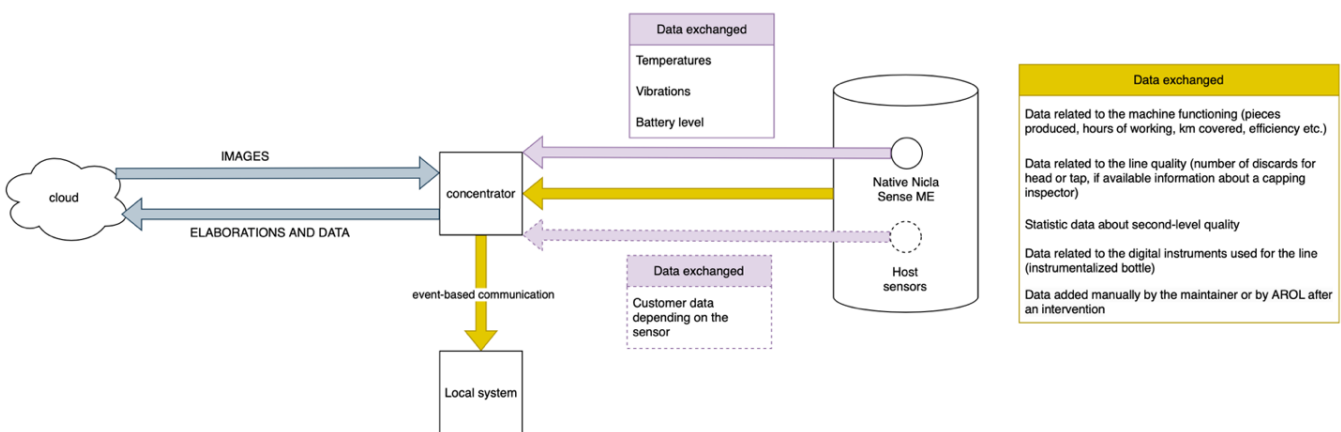 Data exchanged
Temperatures
Vibrations
Battery level
Data exchanged
Data related to the machine functioning (pieces
produced, hours of working, km covered, efficiency etc.)
Data related to the line quality (number of discards for
head or tap, if available information about a capping
inspector)
Statistic data about second-level quality
Data related to the digital instruments used for the line
(instrumentalized bottle)
Data added manually by the maintainer or by AROL after
an intervention
IMAGES
cloud
concentrator
ELABORATIONS AND DATA
Native Nicla
Sense ME
Host
sensors
Data exchanged
Customer data
depending on the
sensor
event-based communication
Local system